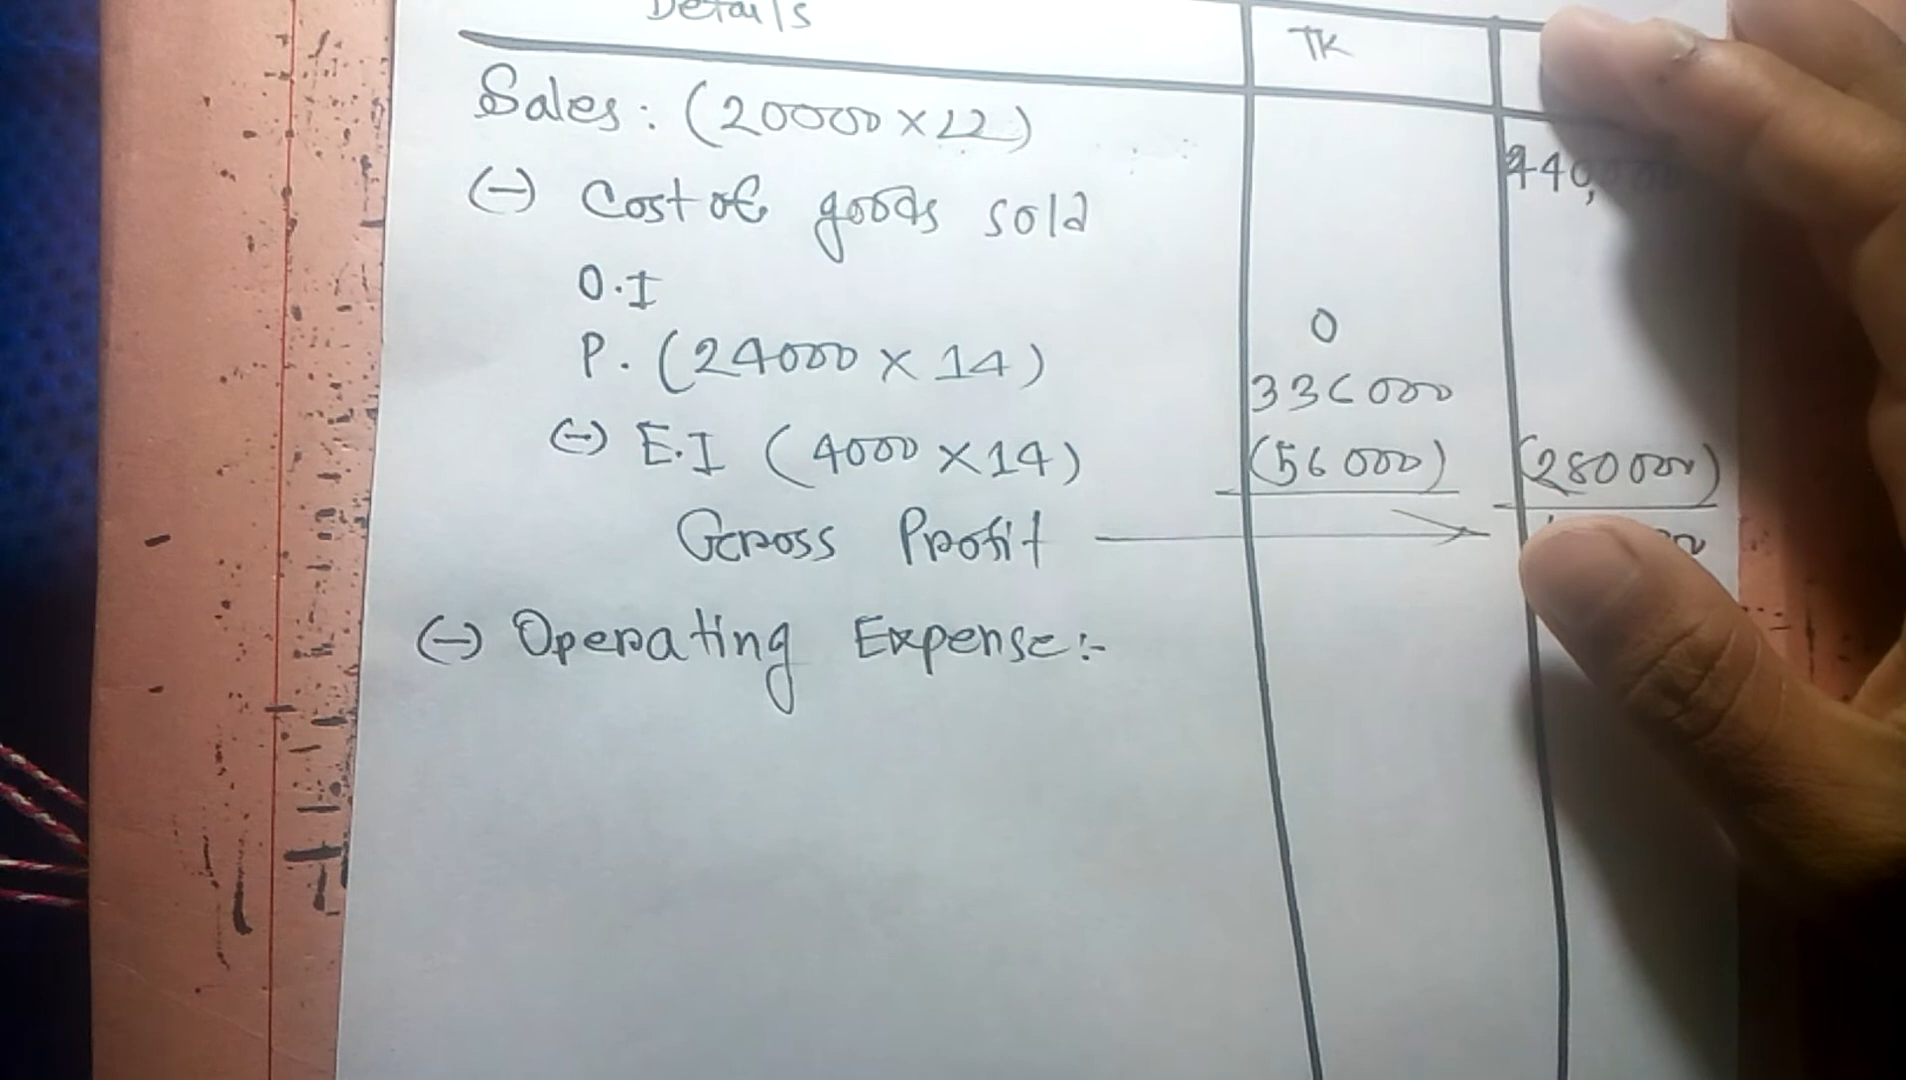 Details TK
Sales: (20000 × 22)
440,
(-) Cost of goods sold
O.I 0
P. (24000 × 14) 336000
(-) E.I (4000 × 14) (56000) (280000)
Gross Profit
(-) Operating Expense:-